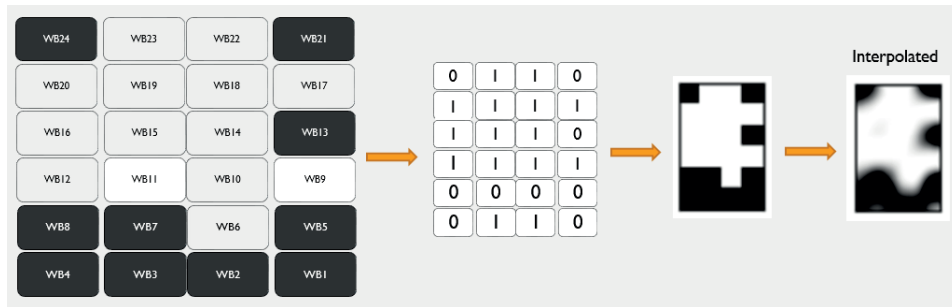 WB24 WB23 WB22 WB21
Interpolated
WB20 WB19 WB18 WB17
WB16 WB15 WB14 WB13
WB12 WB11 WB10 WB9
WB8 WB7 WB6 WB5
WB4 WB3 WB2 WB1
0 1 1 0
1 1 1 1
1 1 1 0
1 1 1 1
0 0 0 0
0 1 1 0